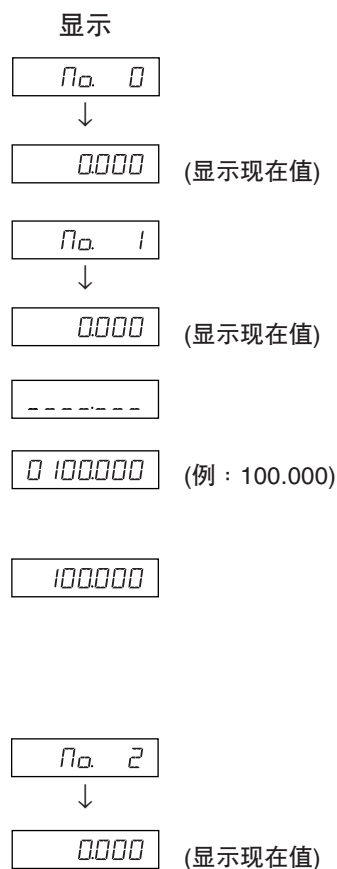 显示
No. 0
↓
0.000 (显示现在值)
No. 1
↓
0.000 (显示现在值)
_ _ _ _._ _ _
0 100.000 (例：100.000)
100.000
No. 2
↓
0.000 (显示现在值)